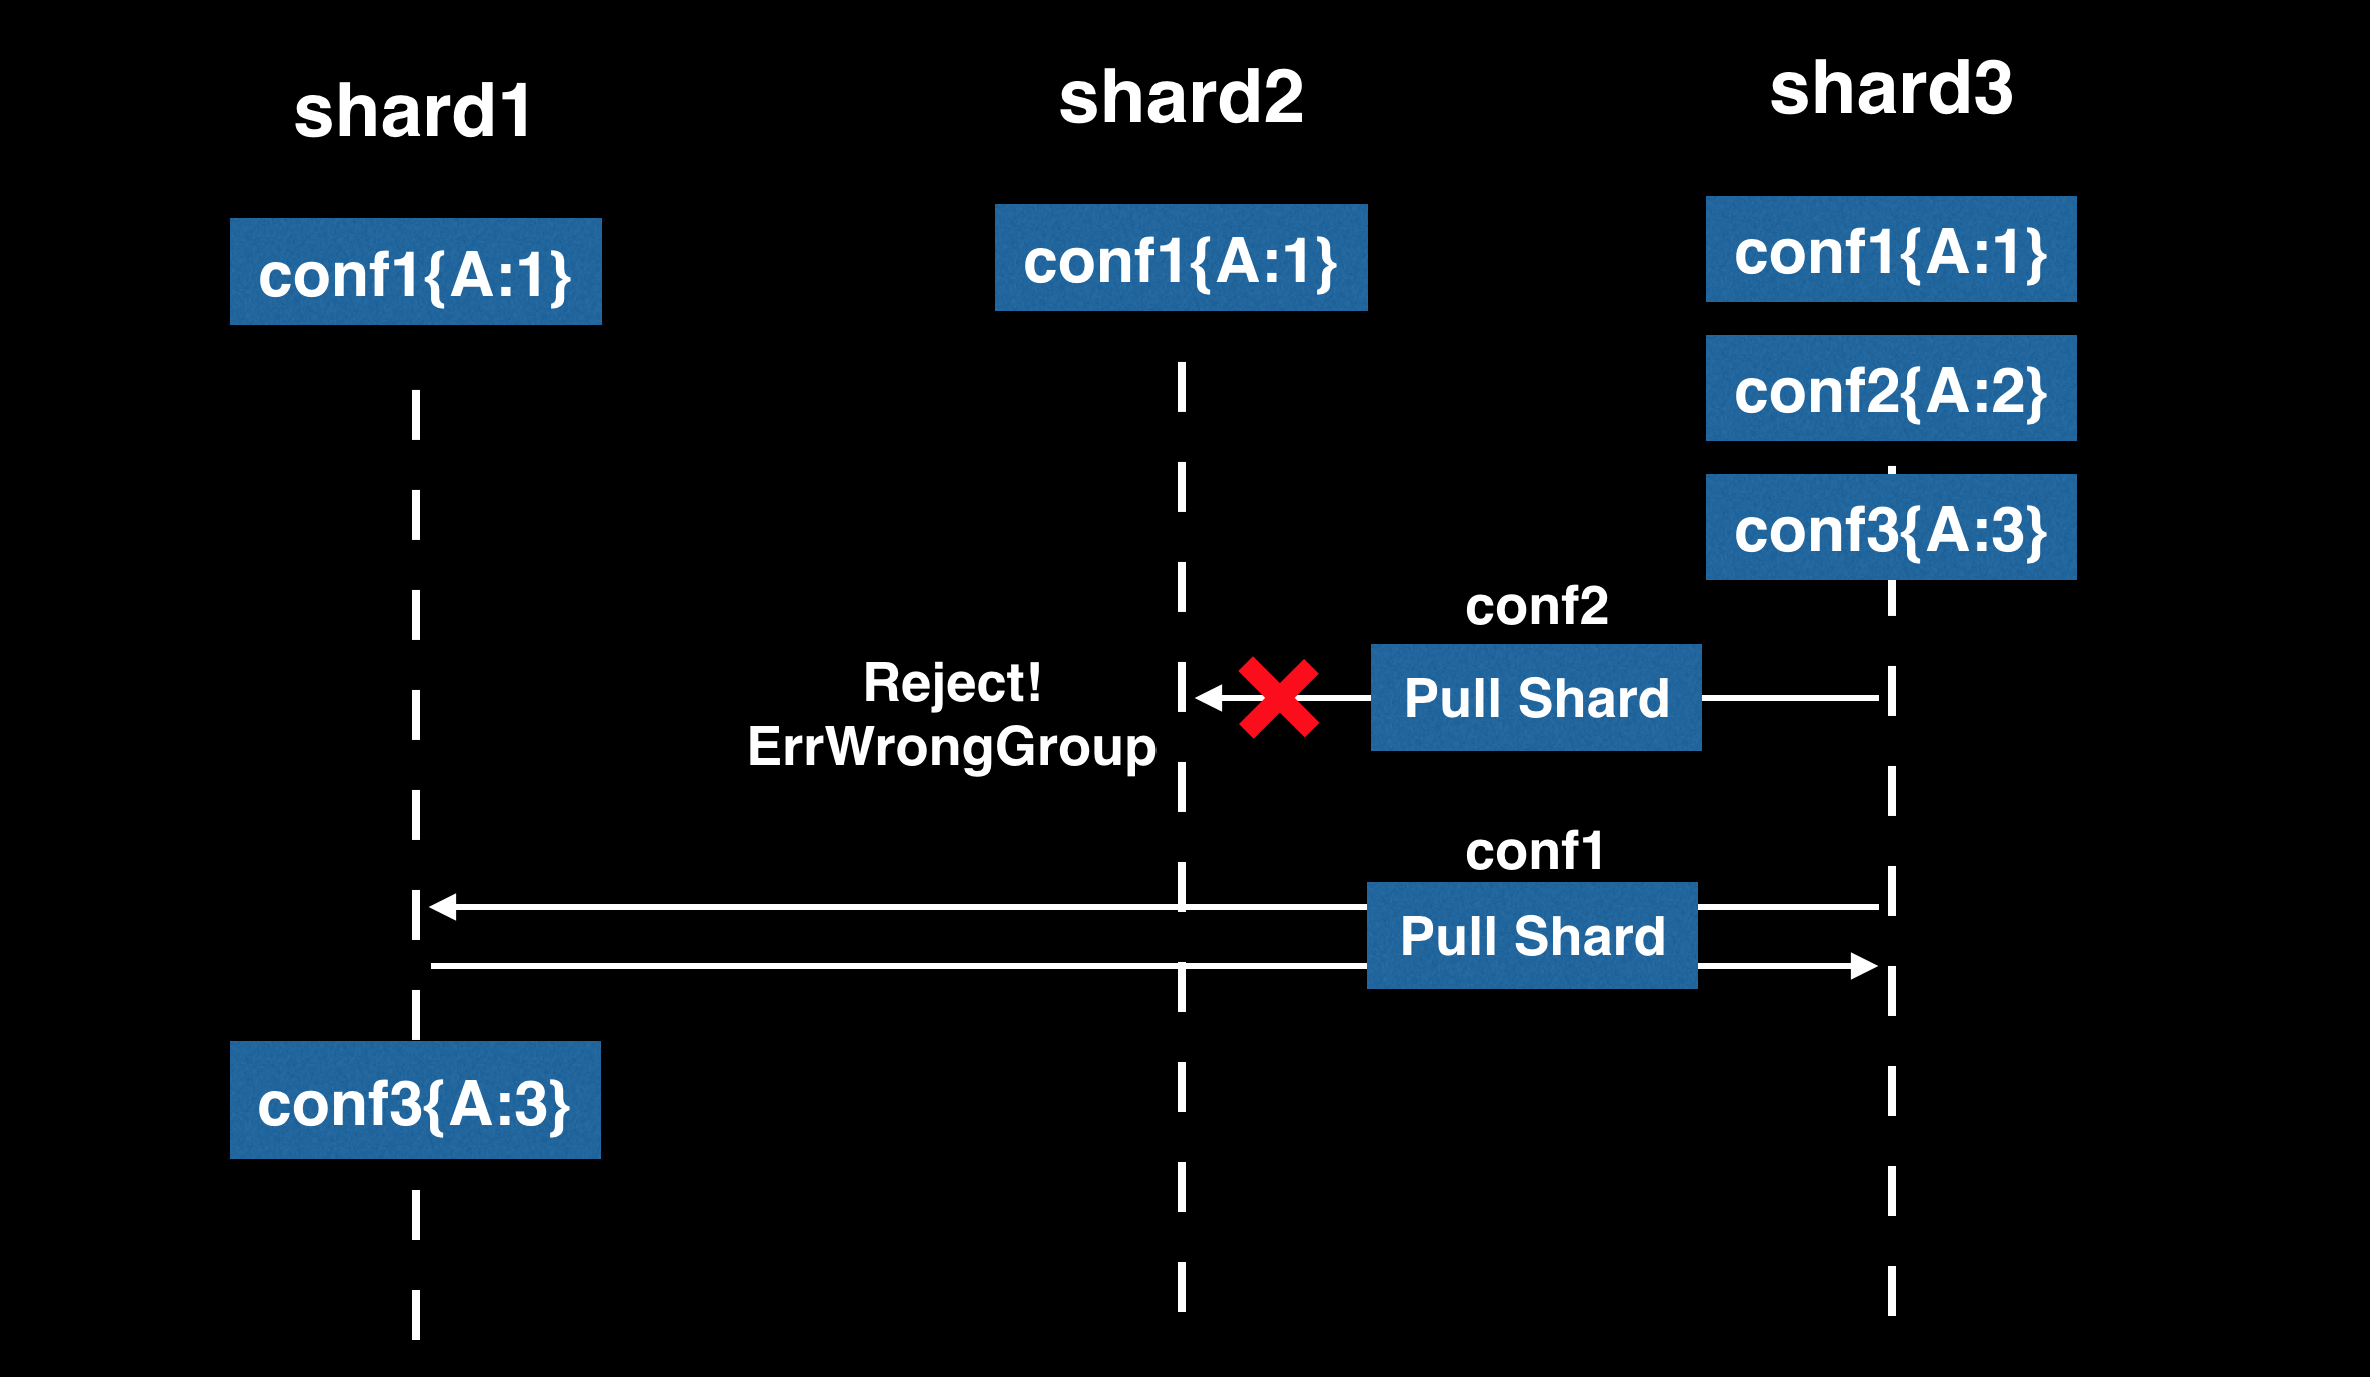 shard1
shard2
shard3
conf1{A:1}
conf1{A:1}
conf1{A:1}
conf2{A:2}
conf3{A:3}
conf2
Pull Shard
Reject!
ErrWrongGroup
conf1
Pull Shard
conf3{A:3}